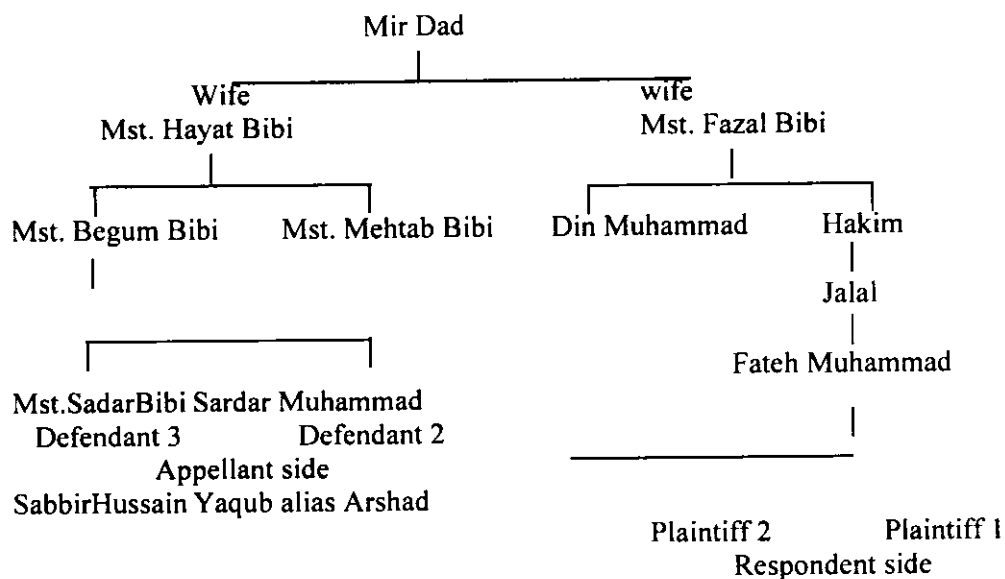 Mir Dad
Wife wife
Mst. Hayat Bibi Mst. Fazal Bibi
Mst. Begum Bibi Mst. Mehtab Bibi Din Muhammad Hakim
Jalal
Fateh Muhammad
Mst.SadarBibi Sardar Muhammad
Defendant 3 Defendant 2
Appellant side
SabbirHussain Yaqub alias Arshad
Plaintiff 2 Plaintiff 1
Respondent side